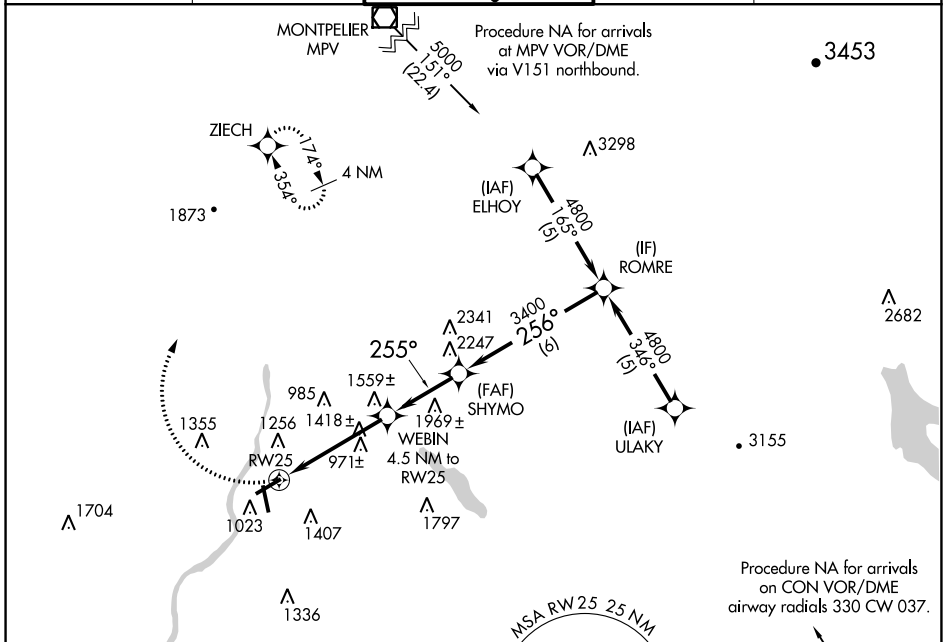 MONTPELIER
MPV
5000
151°
(22.4)
Procedure NA for arrivals
at MPV VOR/DME
via V151 northbound.
3453
ZIECH
174°
354°
4 NM
3298
(IAF)
ELHOY
4800
165°
(5)
1873
(IF)
ROMRE
2682
3400
256°
(6)
4800
346°
(5)
2341
2247
255°
(FAF)
SHYMO
1559±
985
1418±
1969±
(IAF)
ULAKY
3155
1355
1256
971±
WEBIN
4.5 NM to
RW25
RW25
1704
1023
1407
1797
1336
MSA RW25 25 NM
Procedure NA for arrivals
on CON VOR/DME
airway radials 330 CW 037.